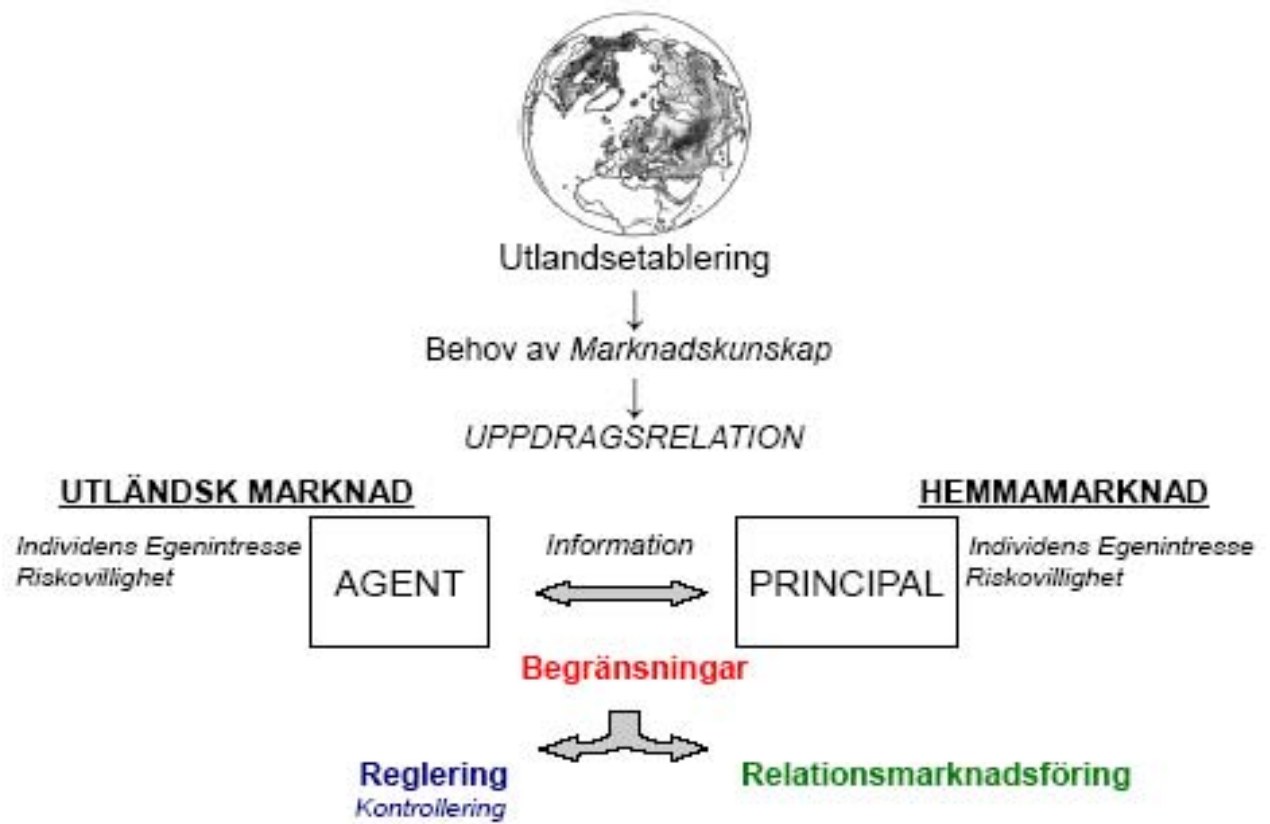 Utlandsetablering
Behov av Marknadskunskap
UPPDRAGSRELATION
UTLÄNDSK MARKNAD
HEMMAMARKNAD
Individens Egenintresse
Riskovillighet
AGENT
Information
PRINCIPAL
Individens Egenintresse
Riskovillighet
Begränsningar
Reglering
Kontrollering
Relationsmarknadsföring